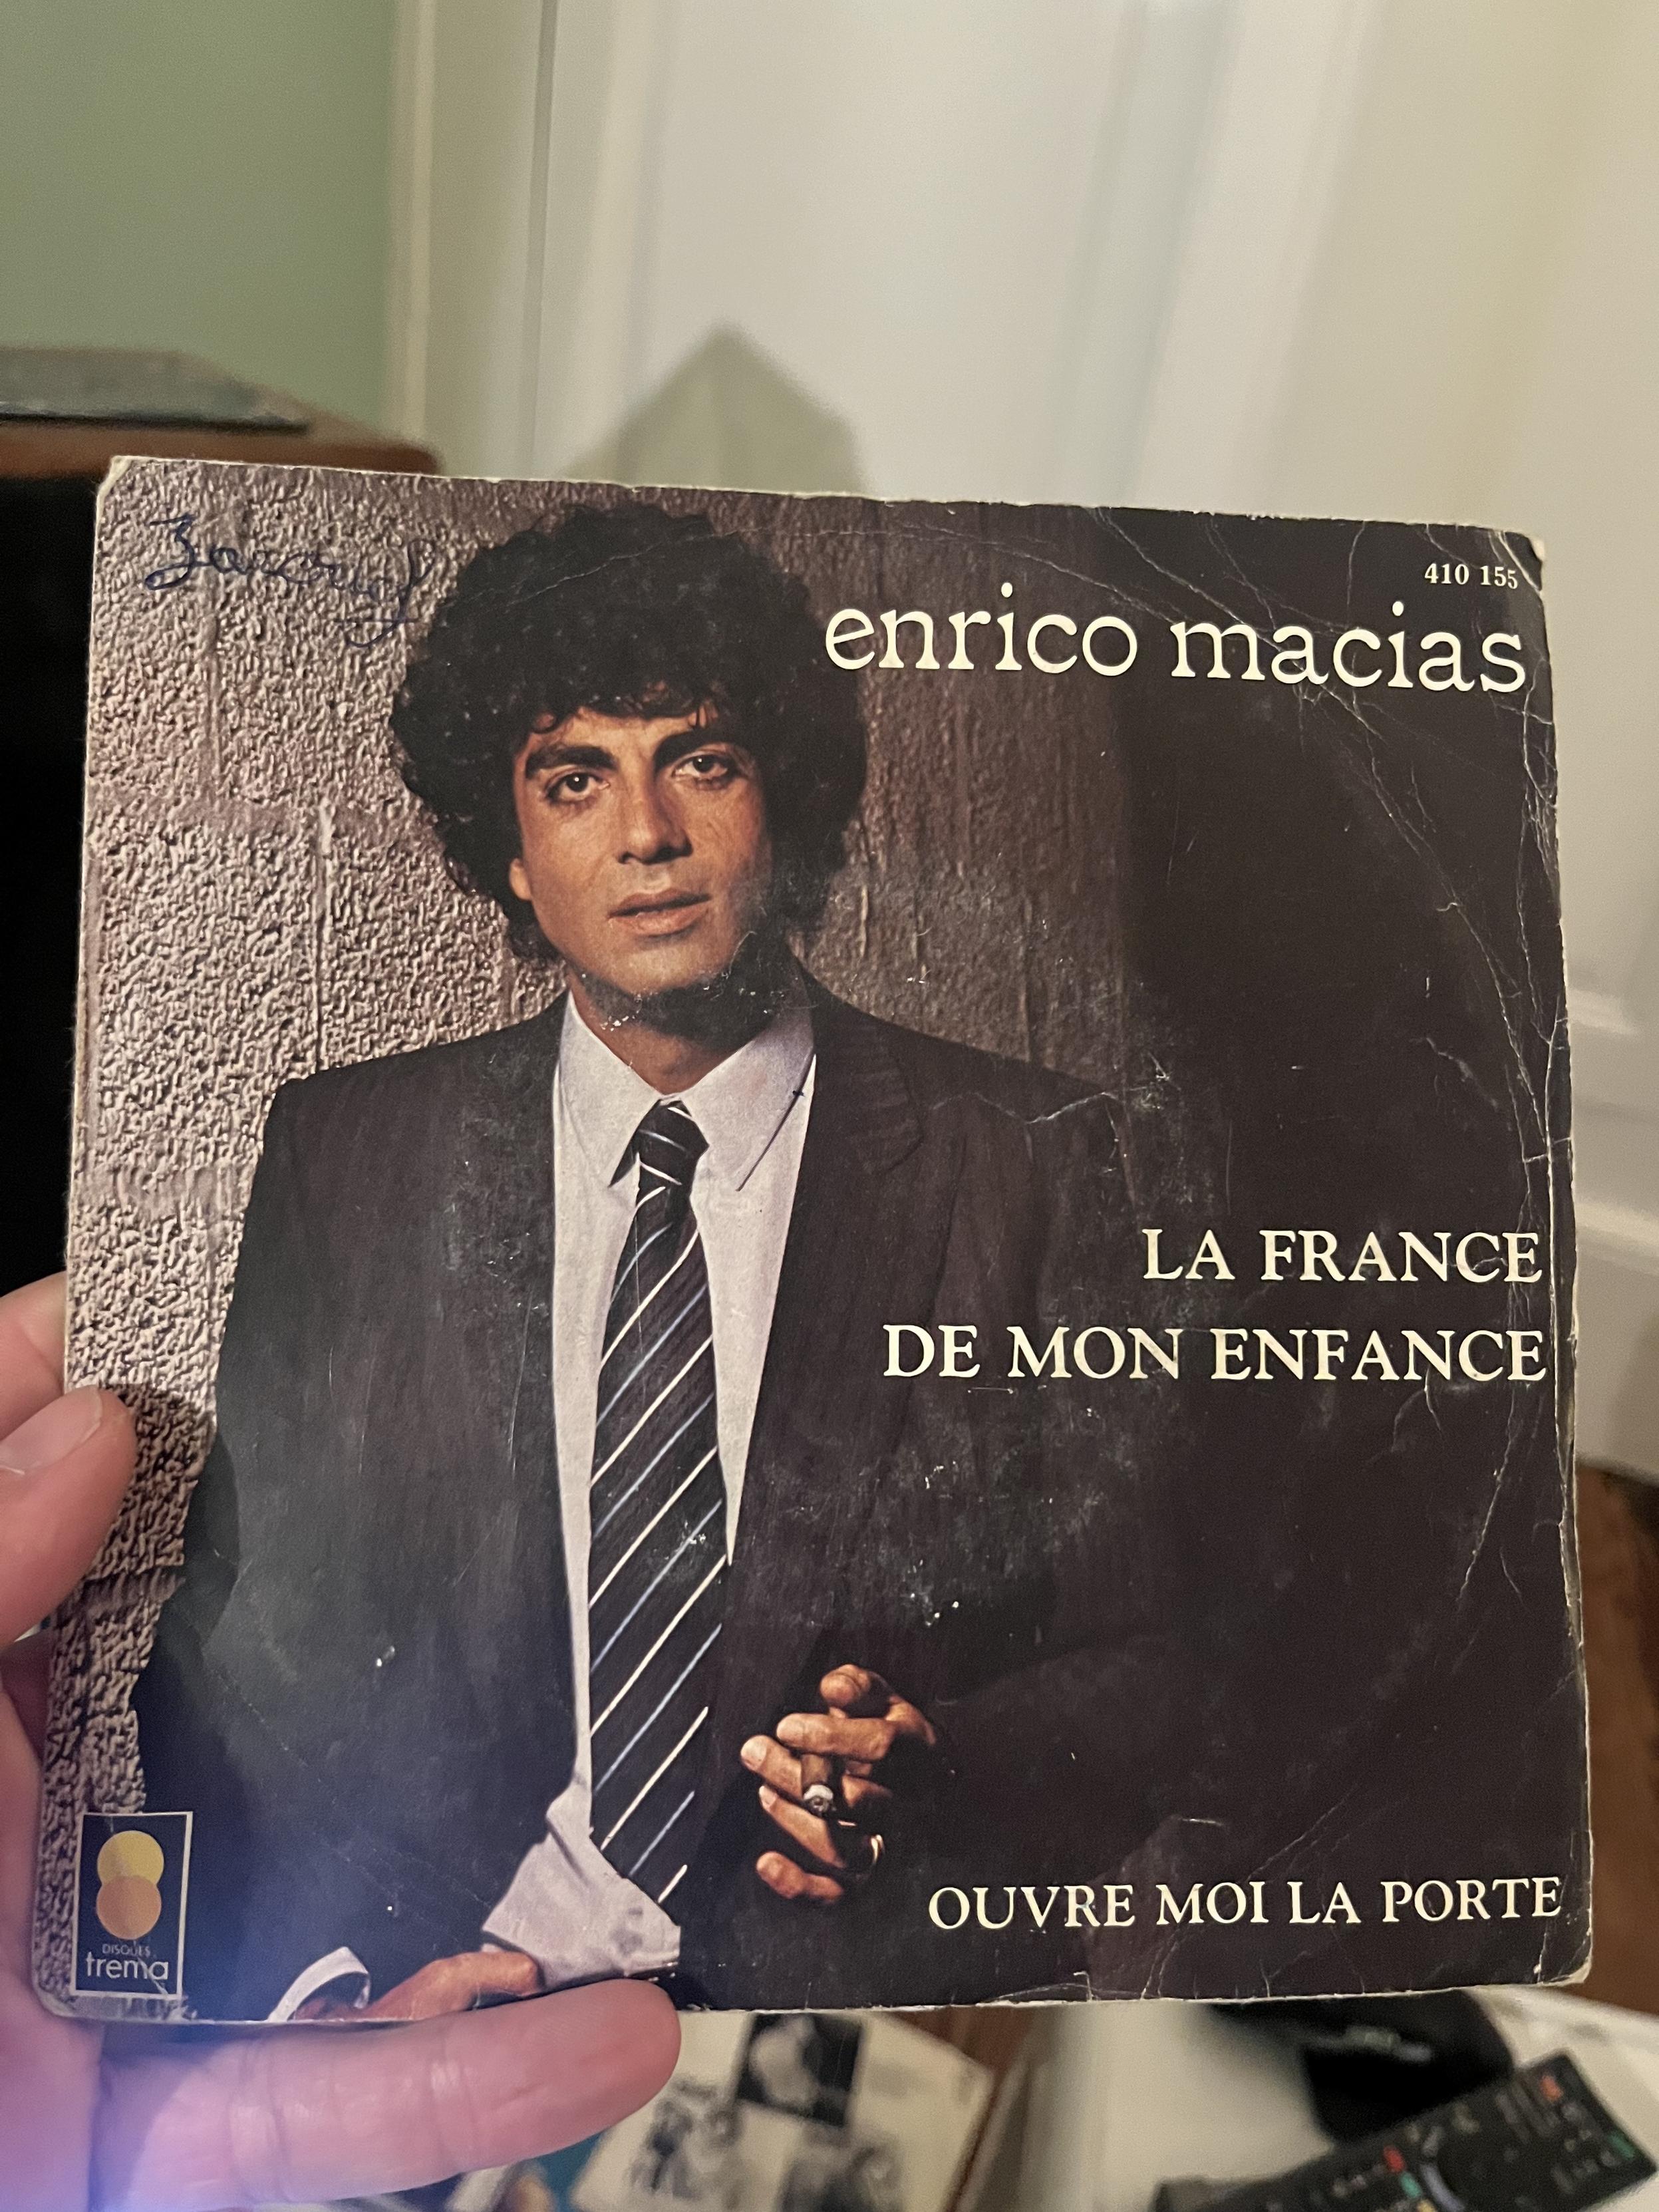 410 155
enrico macias
LA FRANCE
DE MON ENFANCE
OUVRE MOI LA PORTE
DISQUES
trema